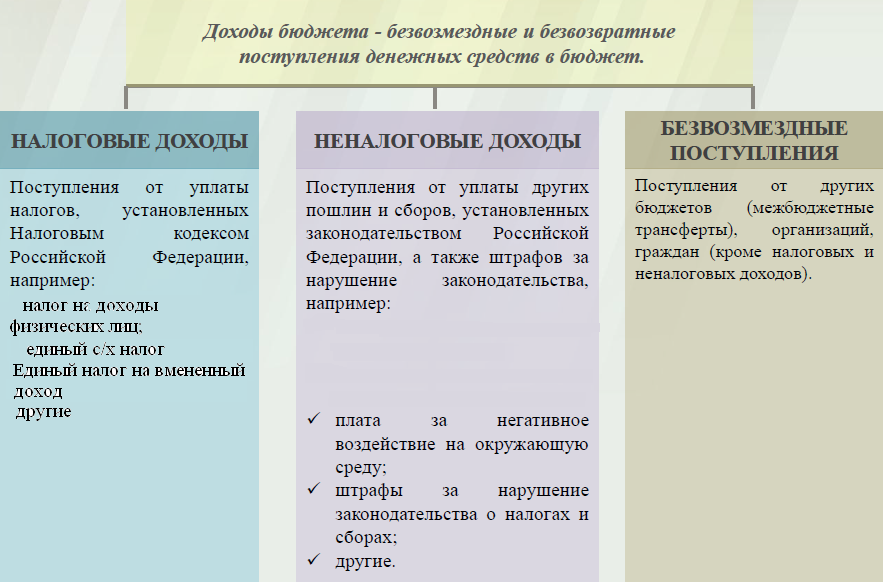 Доходы бюджета - безвозмездные и безвозвратные
поступления денежных средств в бюджет.
НАЛОГОВЫЕ ДОХОДЫ
Поступления от уплаты
налогов, установленных
Налоговым кодексом
Российской Федерации,
например:
налог на доходы
физических лиц;
единый с/х налог
Единый налог на вмененный
доход
другие
НЕНАЛОГОВЫЕ ДОХОДЫ
Поступления от уплаты других
пошлин и сборов, установленных
законодательством Российской
Федерации, а также штрафов за
нарушение законодательства,
например:
✓ плата за негативное
воздействие на окружающую
среду;
✓ штрафы за нарушение
законодательства о налогах и
сборах;
✓ другие.
БЕЗВОЗМЕЗДНЫЕ
ПОСТУПЛЕНИЯ
Поступления от других
бюджетов (межбюджетные
трансферты), организаций,
граждан (кроме налоговых и
неналоговых доходов).